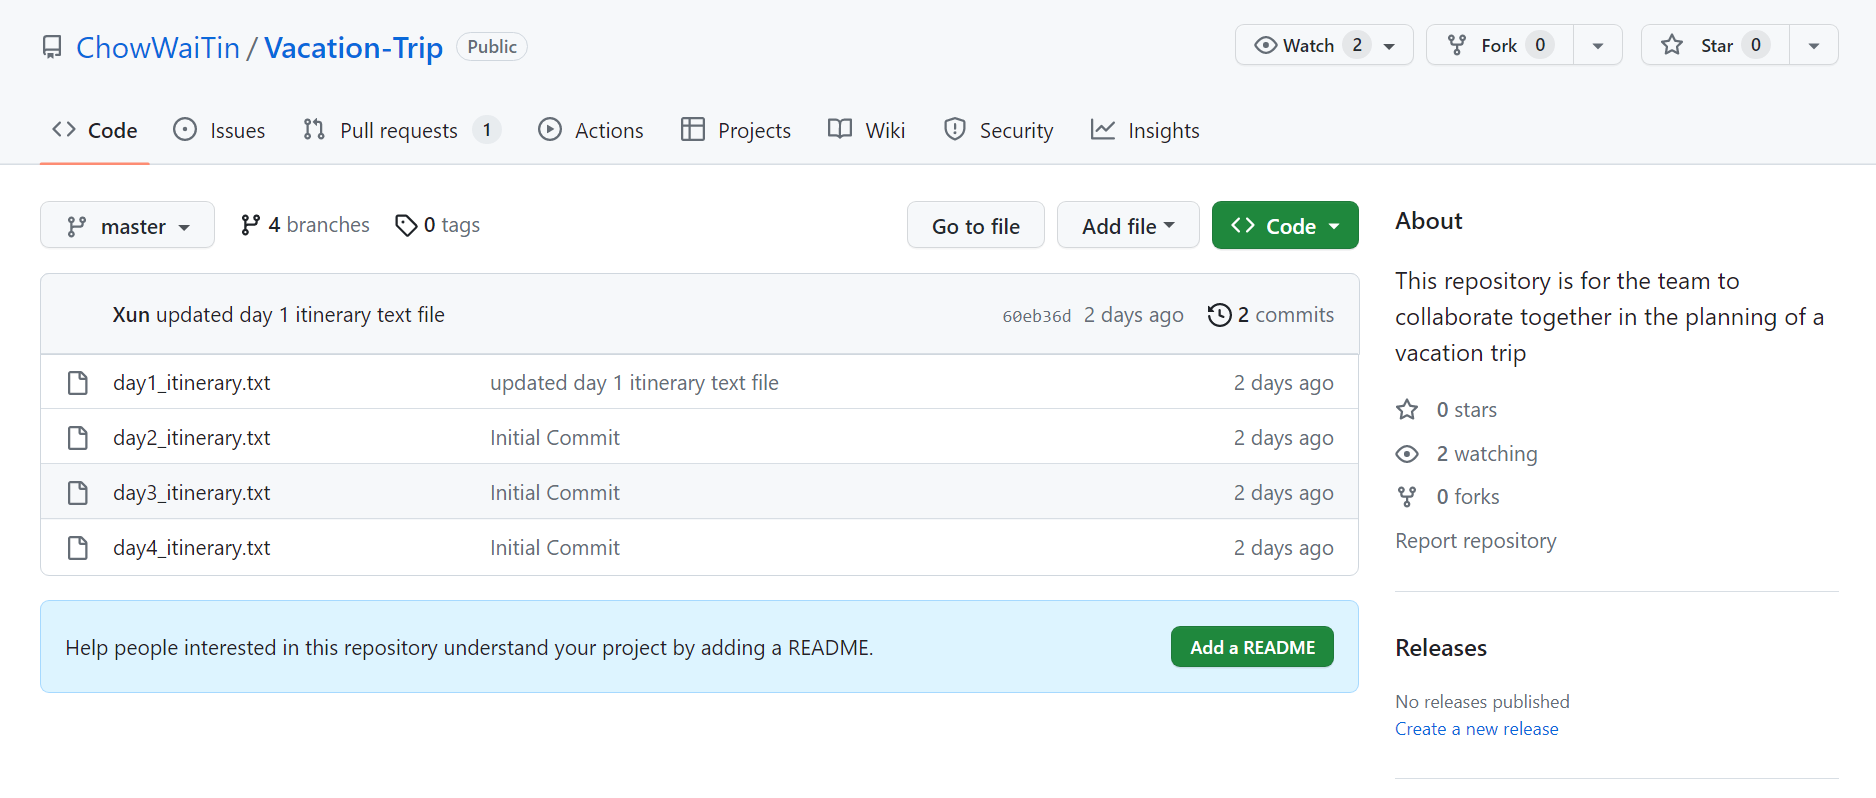 ChowWaiTin / Vacation-Trip Public
Watch 2
Fork 0
Star 0
Code
Issues
Pull requests 1
Actions
Projects
Wiki
Security
Insights
master
4 branches
0 tags
Go to file
Add file
Code
Xun updated day 1 itinerary text file
60eb36d 2 days ago
2 commits
day1_itinerary.txt updated day 1 itinerary text file 2 days ago
day2_itinerary.txt Initial Commit 2 days ago
day3_itinerary.txt Initial Commit 2 days ago
day4_itinerary.txt Initial Commit 2 days ago
Help people interested in this repository understand your project by adding a README.
Add a README
About
This repository is for the team to
collaborate together in the planning of a
vacation trip
0 stars
2 watching
0 forks
Report repository
Releases
No releases published
Create a new release